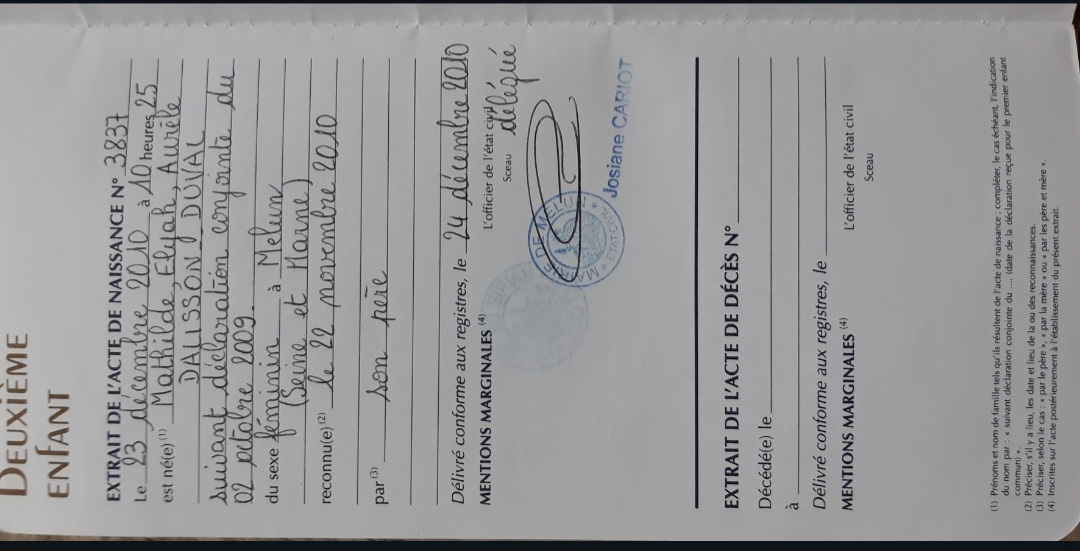 DEUXIÈME
ENFANT
EXTRAIT DE L'ACTE DE NAISSANCE N° 3837
Le 23 décembre 2010 à 10 heures 25
est né(e) (1) Mathilde, Elyah, Aurèle
DALISSON DUVAL
suivant déclaration conjointe du
02 octobre 2009.
du sexe féminin à Melun
(Seine et Marne)
reconnu(e) (2) le 22 novembre 2010
par (3) son père
Délivré conforme aux registres, le 24 décembre 2010
MENTIONS MARGINALES (4) L'officier de l'état civil délégué
Sceau
MAIRIE DE
Josiane CARIOT
EXTRAIT DE L'ACTE DE DÉCÈS N°
Décédé(e) le
à
Délivré conforme aux registres, le
MENTIONS MARGINALES (4) L'officier de l'état civil
Sceau
(1) Prénoms et nom de famille tels qu'ils résultent de l'acte de naissance ; compléter, le cas échéant, l'indication
du nom par : « suivant déclaration conjointe du .... (date de la déclaration reçue pour le premier enfant
commun) ».
(2) Préciser, s'il y a lieu, les date et lieu de la ou des reconnaissances.
(3) Préciser, selon le cas : « par le père », « par la mère » ou « par les père et mère ».
(4) Inscrites sur l'acte postérieurement à l'établissement du présent extrait.